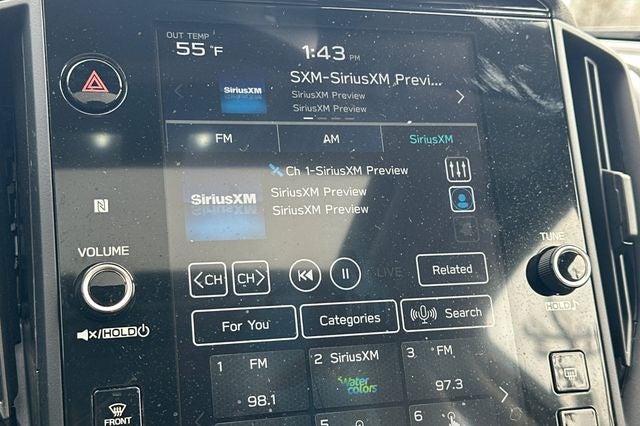 OUT TEMP
55°F
1:43 PM
SXM-SiriusXM Previ...
SiriusXM
SiriusXM Preview
SiriusXM Preview
FM
AM
SiriusXM
Ch 1-SiriusXM Preview
SiriusXM
SiriusXM Preview
SiriusXM Preview
VOLUME
TUNE
<CH
CH>
LIVE
Related
HOLD
HOLD
For You
Categories
Search
1 FM
98.1
2 SiriusXM
Water colors
3 FM
97.3
4
5
6
FRONT